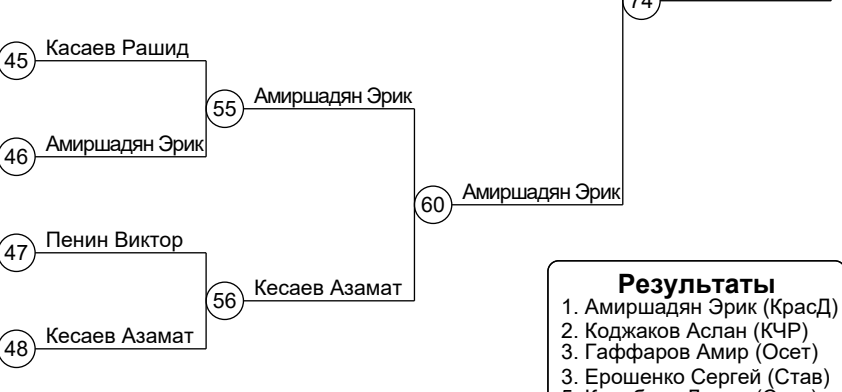 74
45 Касаев Рашид
55 Амиршадян Эрик
46 Амиршадян Эрик
60 Амиршадян Эрик
47 Пенин Виктор
56 Кесаев Азамат
48 Кесаев Азамат
Результаты
1. Амиршадян Эрик (КрасД)
2. Коджаков Аслан (КЧР)
3. Гаффаров Амир (Осет)
3. Ерошенко Сергей (Став)